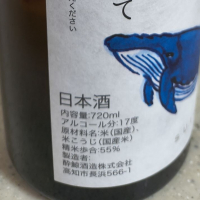 て
ください
日本酒
内容量:720ml
アルコール分:17度
原材料名:米(国産)、
米こうじ(国産米)
精米歩合:55%
製造者:
酔鯨酒造株式会社
高知市長浜566-1